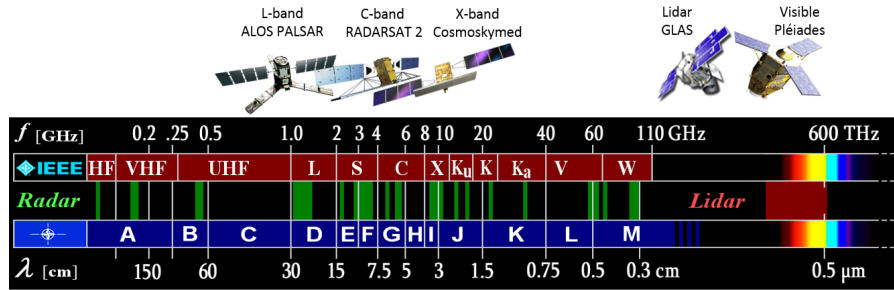 L-band
ALOS PALSAR
C-band
RADARSAT 2
X-band
Cosmoskymed
Lidar
GLAS
Visible
Pléiades
f [GHz] 0.2 .25 0.5 1.0 2 3 4 6 8 10 20 40 60 110 GHz 600 THz
IEEE HF VHF UHF L S C X Ku K Ka V W
Radar Lidar
A B C D E F G H I J K L M
λ [cm] 150 60 30 15 7.5 5 3 1.5 0.75 0.5 0.3 cm 0.5 μm